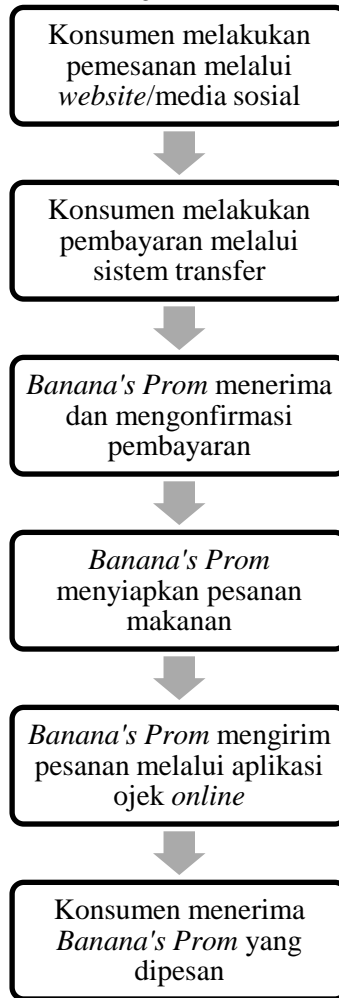 Konsumen melakukan
pemesanan melalui
website/media sosial
Konsumen melakukan
pembayaran melalui
sistem transfer
Banana's Prom menerima
dan mengonfirmasi
pembayaran
Banana's Prom
menyiapkan pesanan
makanan
Banana's Prom mengirim
pesanan melalui aplikasi
ojek online
Konsumen menerima
Banana's Prom yang
dipesan